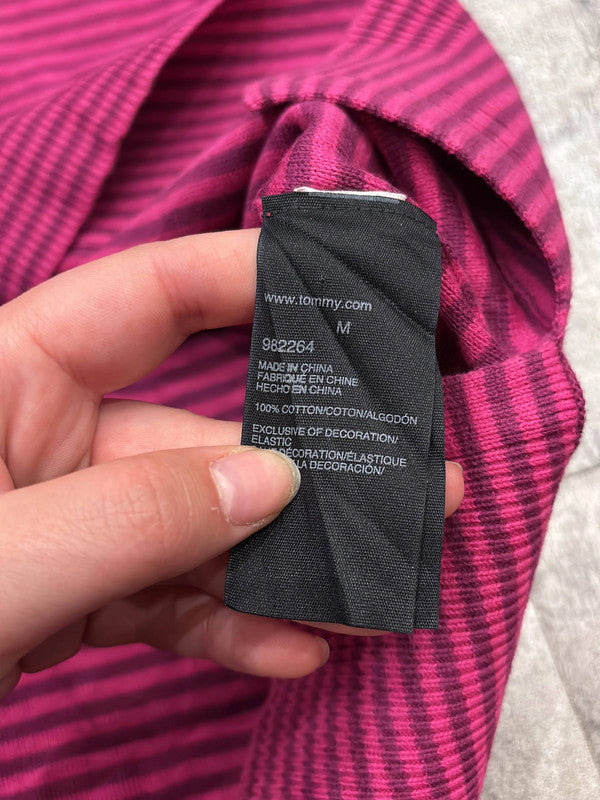 www.tommy.com
M
982264
MADE IN CHINA
FABRIQUÉ EN CHINE
HECHO EN CHINA
100% COTTON/COTON/ALGODÓN
EXCLUSIVE OF DECORATION/
ELASTIC
DÉCORATION/ÉLASTIQUE
LA DECORACIÓN/